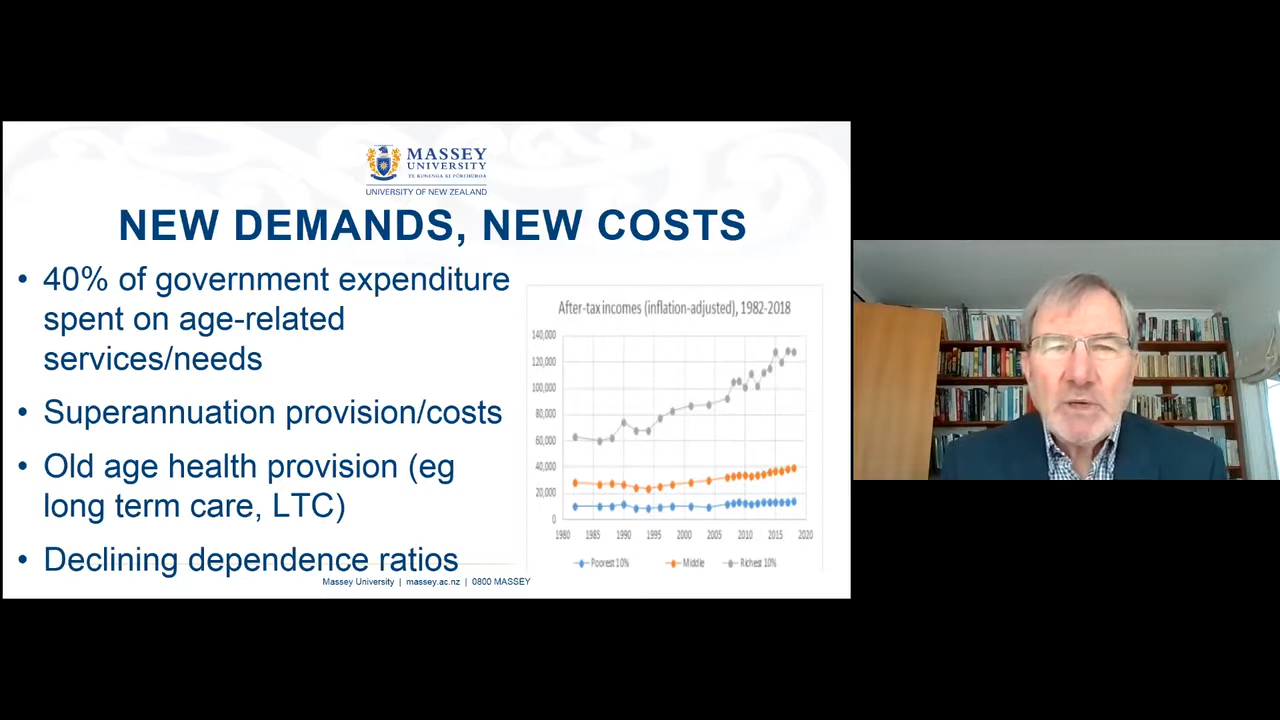 MASSEY
UNIVERSITY
TE KUNENGA KI PŪREHUROA
UNIVERSITY OF NEW ZEALAND
NEW DEMANDS, NEW COSTS
• 40% of government expenditure
spent on age-related
services/needs
• Superannuation provision/costs
• Old age health provision (eg
long term care, LTC)
• Declining dependence ratios
After-tax incomes (inflation-adjusted), 1982-2018
140,000
120,000
100,000
80,000
60,000
40,000
20,000
0
1980 1985 1990 1995 2000 2005 2010 2015 2020
Poorest 10% Middle Richest 10%
Massey University | massey.ac.nz | 0800 MASSEY